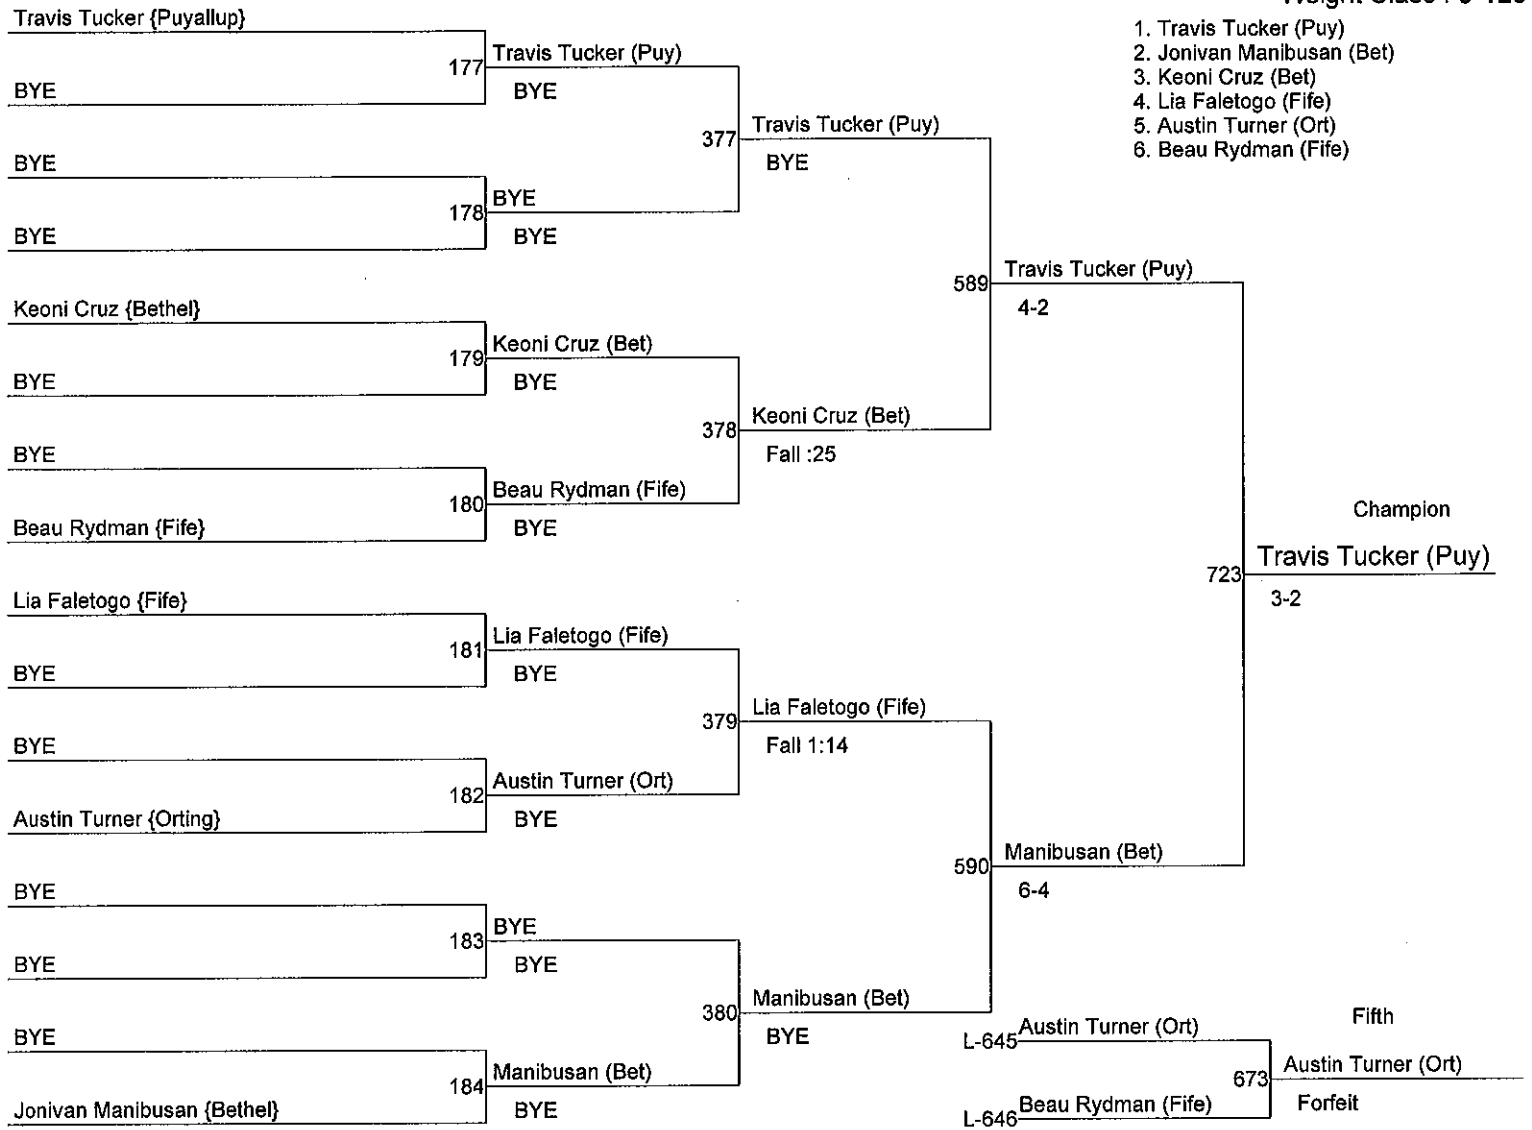 Travis Tucker {Puyallup}
1. Travis Tucker (Puy)
2. Jonivan Manibusan (Bet)
3. Keoni Cruz (Bet)
4. Lia Faletogo (Fife)
5. Austin Turner (Ort)
6. Beau Rydman (Fife)
177 Travis Tucker (Puy)
BYE
BYE
377 Travis Tucker (Puy)
BYE
BYE
178 BYE
BYE
BYE
589 Travis Tucker (Puy)
4-2
Keoni Cruz {Bethel}
179 Keoni Cruz (Bet)
BYE
BYE
378 Keoni Cruz (Bet)
Fall :25
BYE
180 Beau Rydman (Fife)
BYE
Beau Rydman {Fife}
Champion
723 Travis Tucker (Puy)
3-2
Lia Faletogo {Fife}
181 Lia Faletogo (Fife)
BYE
BYE
379 Lia Faletogo (Fife)
Fall 1:14
BYE
182 Austin Turner (Ort)
BYE
Austin Turner {Orting}
590 Manibusan (Bet)
6-4
BYE
183 BYE
BYE
BYE
380 Manibusan (Bet)
BYE
BYE
184 Manibusan (Bet)
BYE
Jonivan Manibusan {Bethel}
L-645 Austin Turner (Ort)
Fifth
673 Austin Turner (Ort)
Forfeit
L-646 Beau Rydman (Fife)